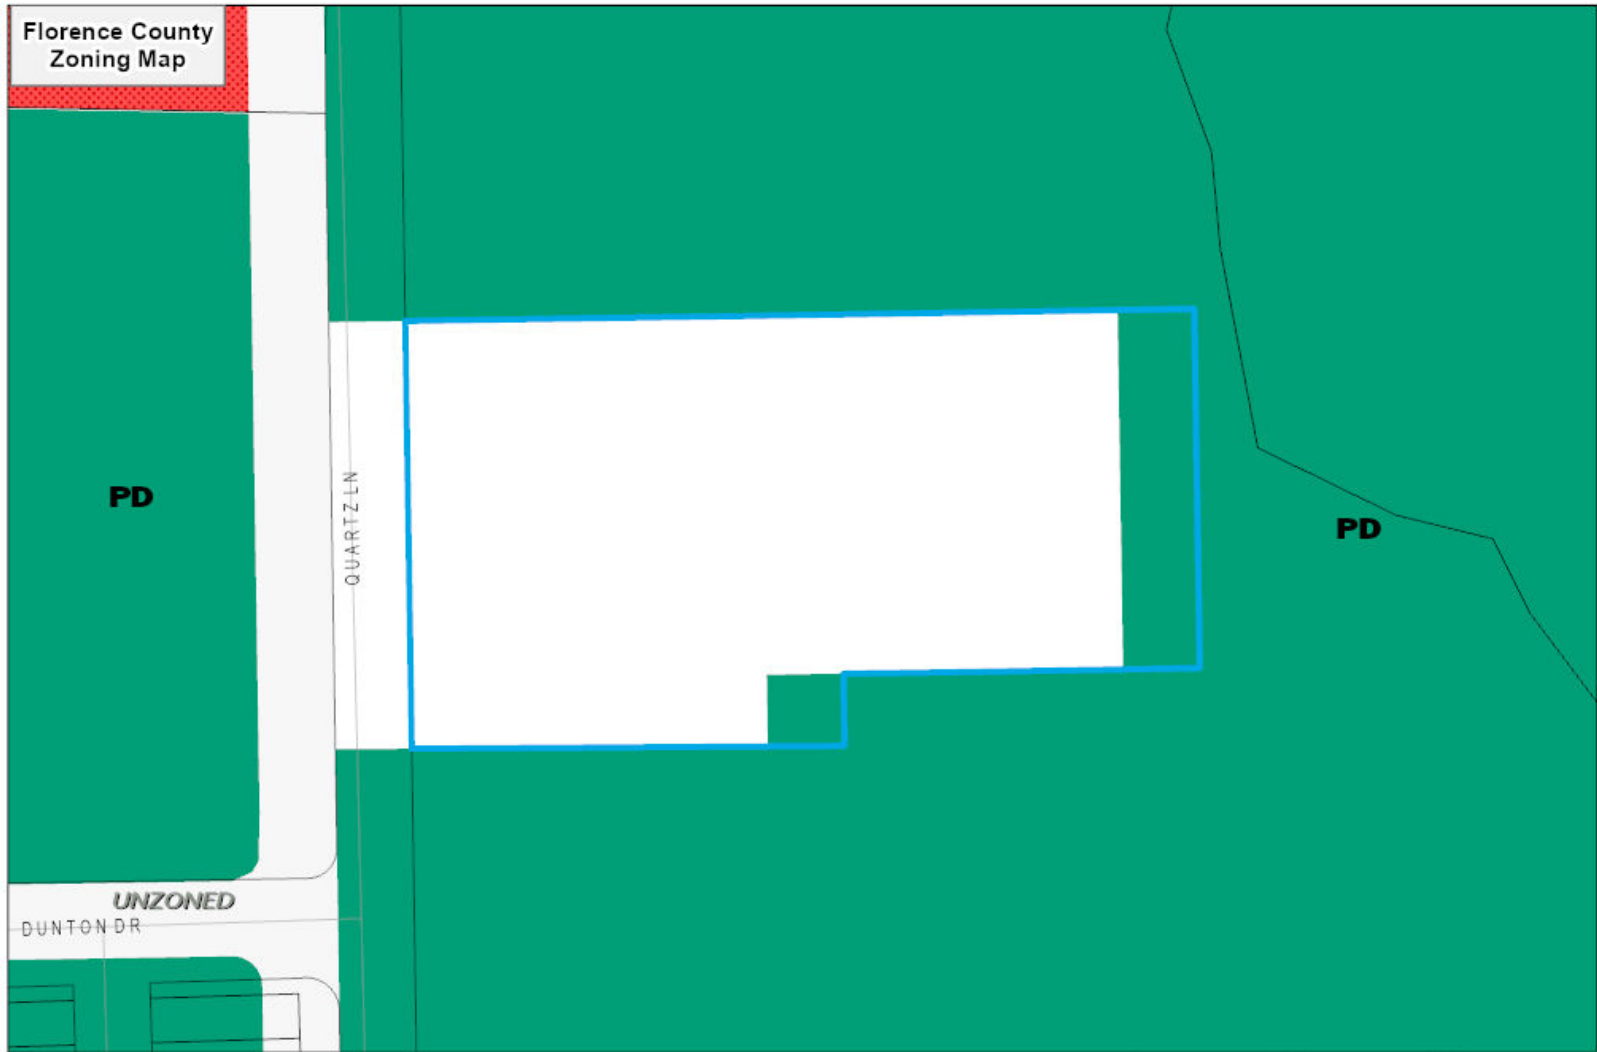 Florence County
Zoning Map
PD
QUARTZ LN
PD
UNZONED
DUNTON DR